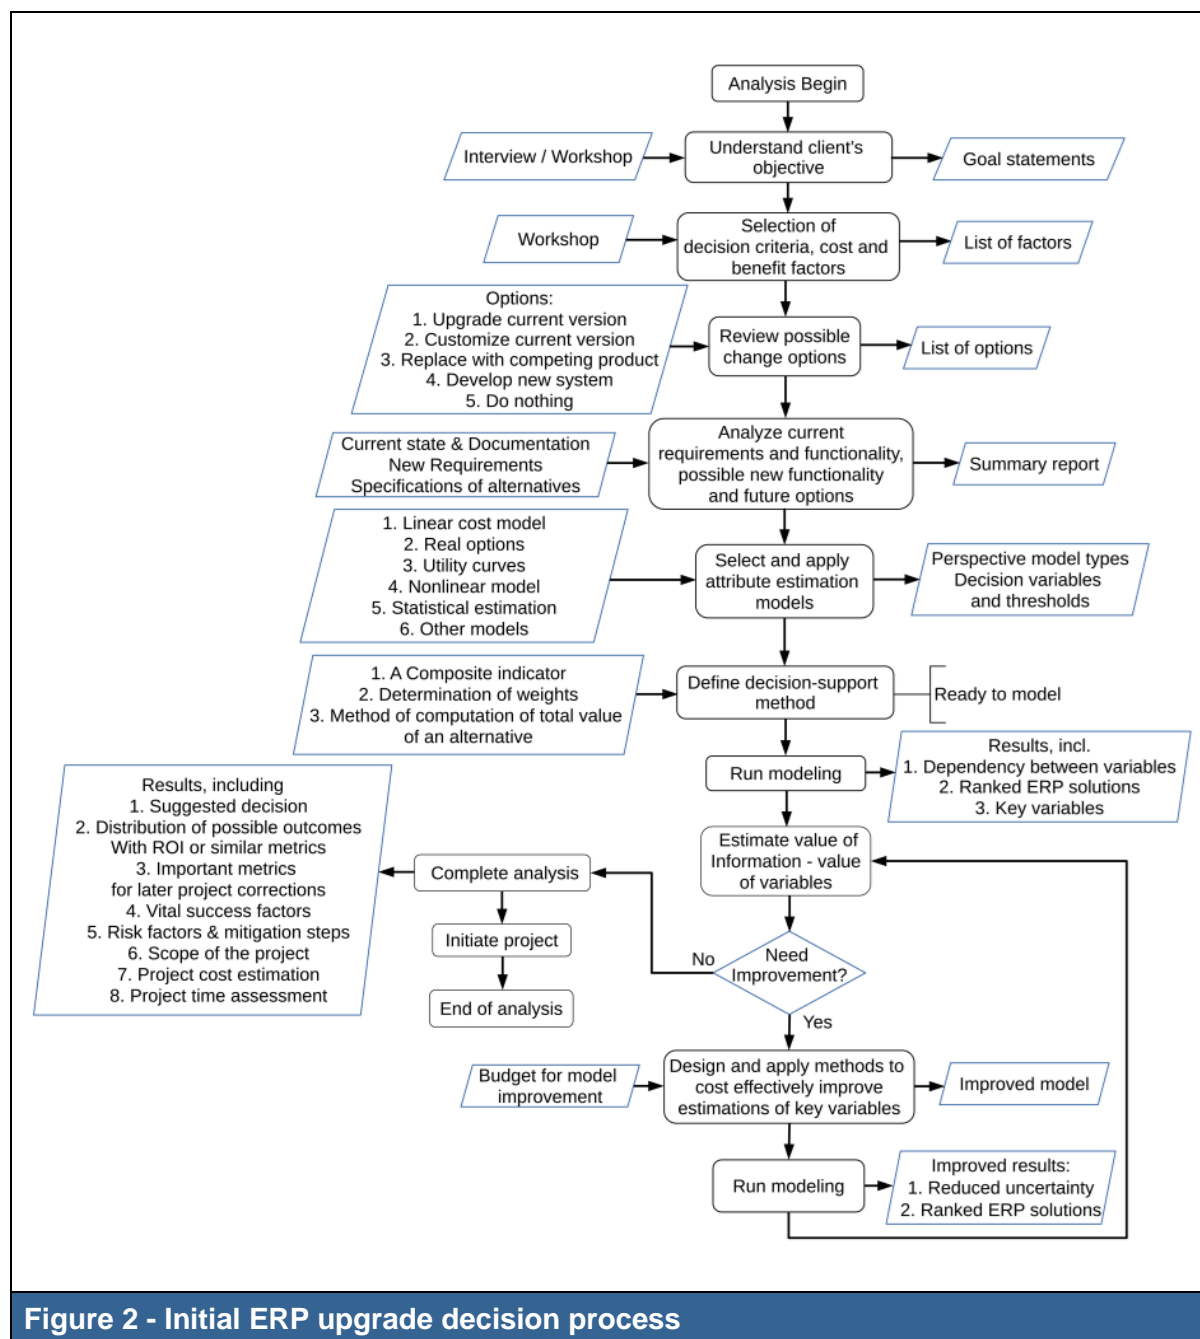 Analysis Begin
Interview / Workshop
Understand client's
objective
Goal statements
Workshop
Selection of
decision criteria, cost and
benefit factors
List of factors
Options:
1. Upgrade current version
2. Customize current version
3. Replace with competing product
4. Develop new system
5. Do nothing
Review possible
change options
List of options
Current state & Documentation
New Requirements
Specifications of alternatives
Analyze current
requirements and functionality,
possible new functionality
and future options
Summary report
1. Linear cost model
2. Real options
3. Utility curves
4. Nonlinear model
5. Statistical estimation
6. Other models
Select and apply
attribute estimation
models
Perspective model types
Decision variables
and thresholds
1. A Composite indicator
2. Determination of weights
3. Method of computation of total value
of an alternative
Define decision-support
method
Ready to model
Run modeling
Results, incl.
1. Dependency between variables
2. Ranked ERP solutions
3. Key variables
Results, including
1. Suggested decision
2. Distribution of possible outcomes
With ROI or similar metrics
3. Important metrics
for later project corrections
4. Vital success factors
5. Risk factors & mitigation steps
6. Scope of the project
7. Project cost estimation
8. Project time assessment
Complete analysis
Estimate value of
Information - value
of variables
Initiate project
End of analysis
No
Need
Improvement?
Yes
Budget for model
improvement
Design and apply methods to
cost effectively improve
estimations of key variables
Improved model
Run modeling
Improved results:
1. Reduced uncertainty
2. Ranked ERP solutions
Figure 2 - Initial ERP upgrade decision process